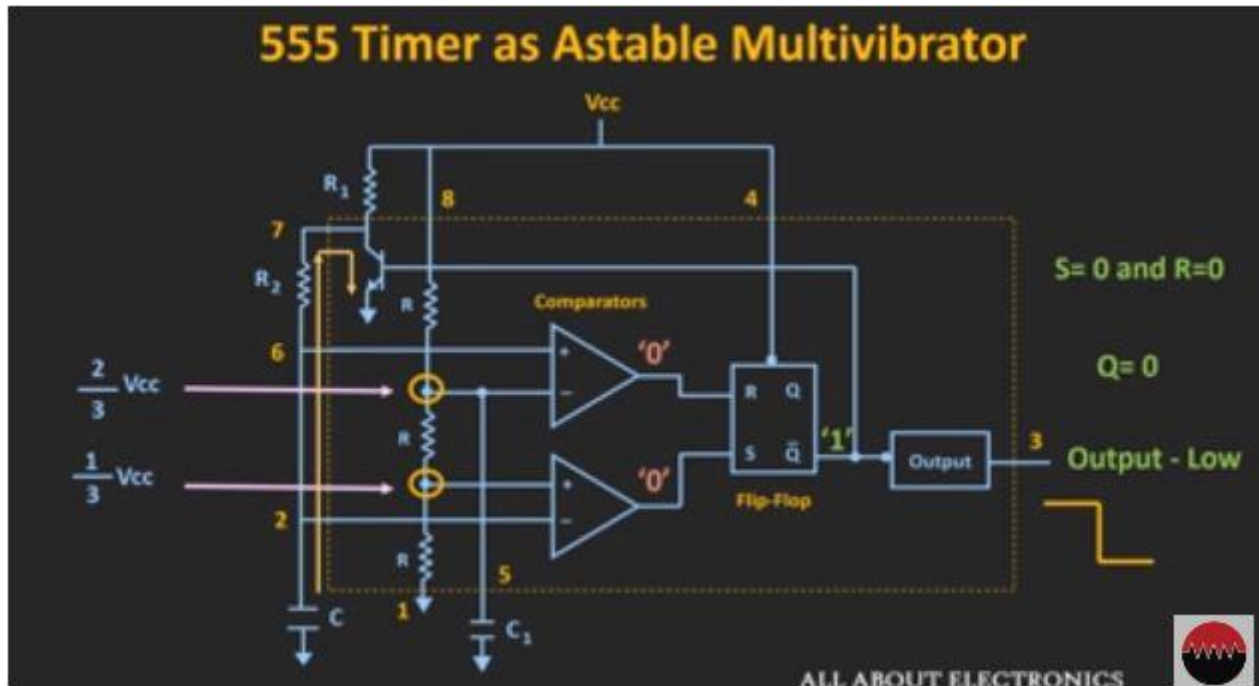 555 Timer as Astable Multivibrator
Vcc
R1
8
4
7
R2
R
S= 0 and R=0
Comparators
6
+
'0'
2/3 Vcc
−
R Q
Q= 0
R
'1'
3
1/3 Vcc
+
'0'
S Q̅
Output
Output - Low
2
−
Flip-Flop
R
5
C
1
C1
ALL ABOUT ELECTRONICS